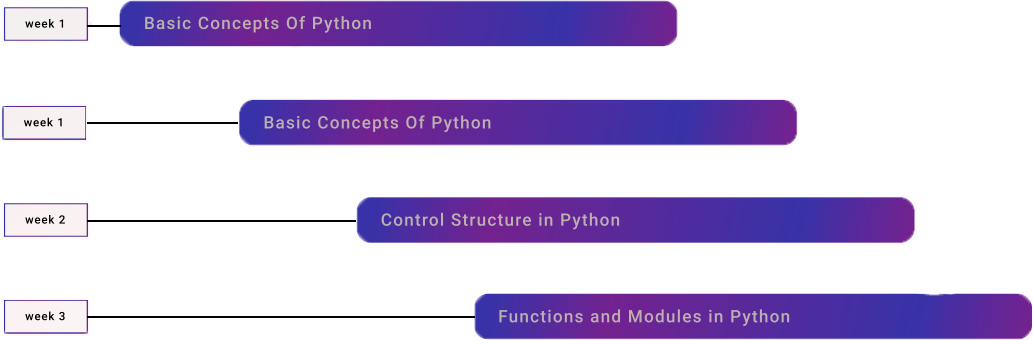 week 1
Basic Concepts Of Python
week 1
Basic Concepts Of Python
week 2
Control Structure in Python
week 3
Functions and Modules in Python